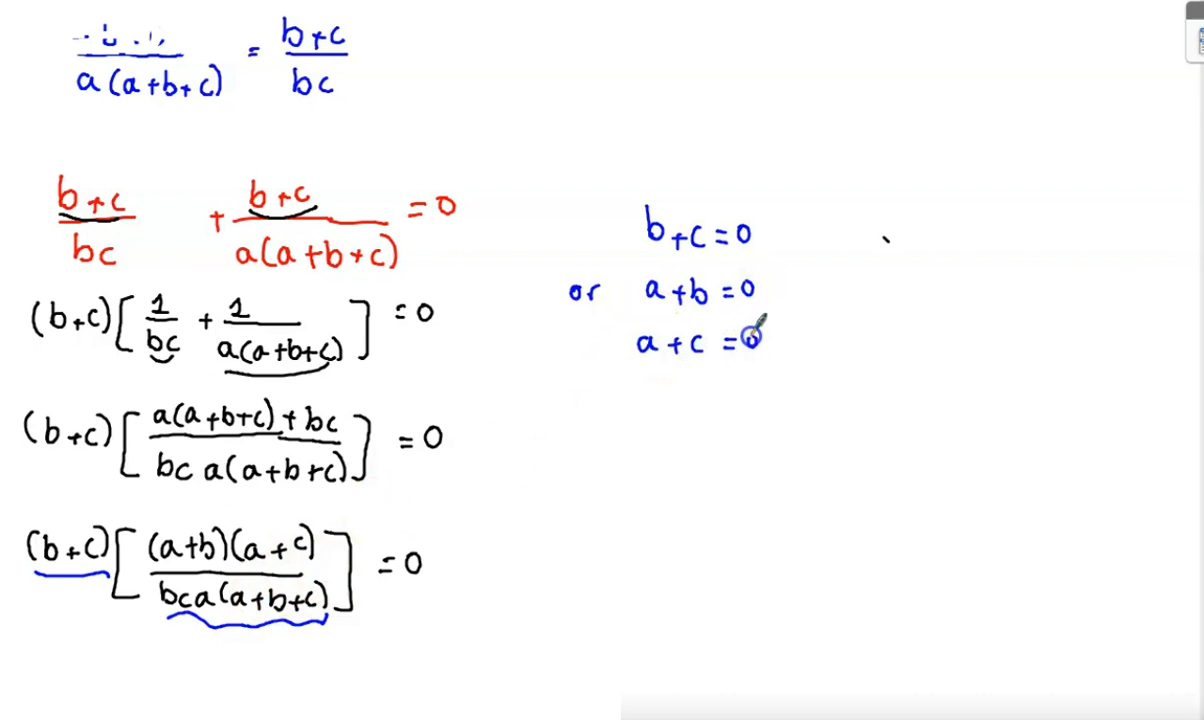 / a(a+b+c) = b+c / bc
b+c / bc + b+c / a(a+b+c) = 0
(b+c)[1/bc + 1/a(a+b+c)] = 0
(b+c)[a(a+b+c)+bc / bc a(a+b+c)] = 0
(b+c)[(a+b)(a+c) / bca(a+b+c)] = 0
b+c=0
or a+b=0
a+c=0